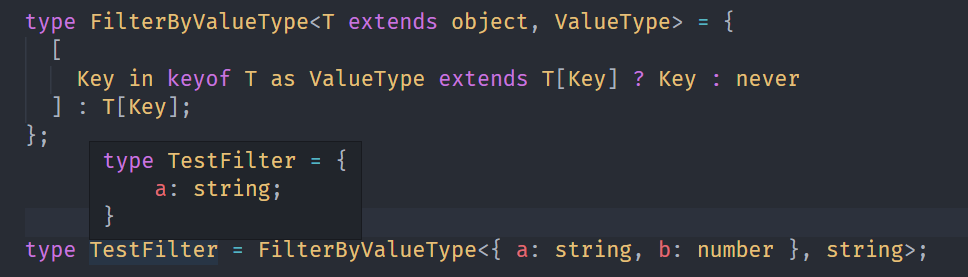 type FilterByValueType<T extends object, ValueType> = {
  [
    Key in keyof T as ValueType extends T[Key] ? Key : never
  ] : T[Key];
};
type TestFilter = {
    a: string;
}
type TestFilter = FilterByValueType<{ a: string, b: number }, string>;